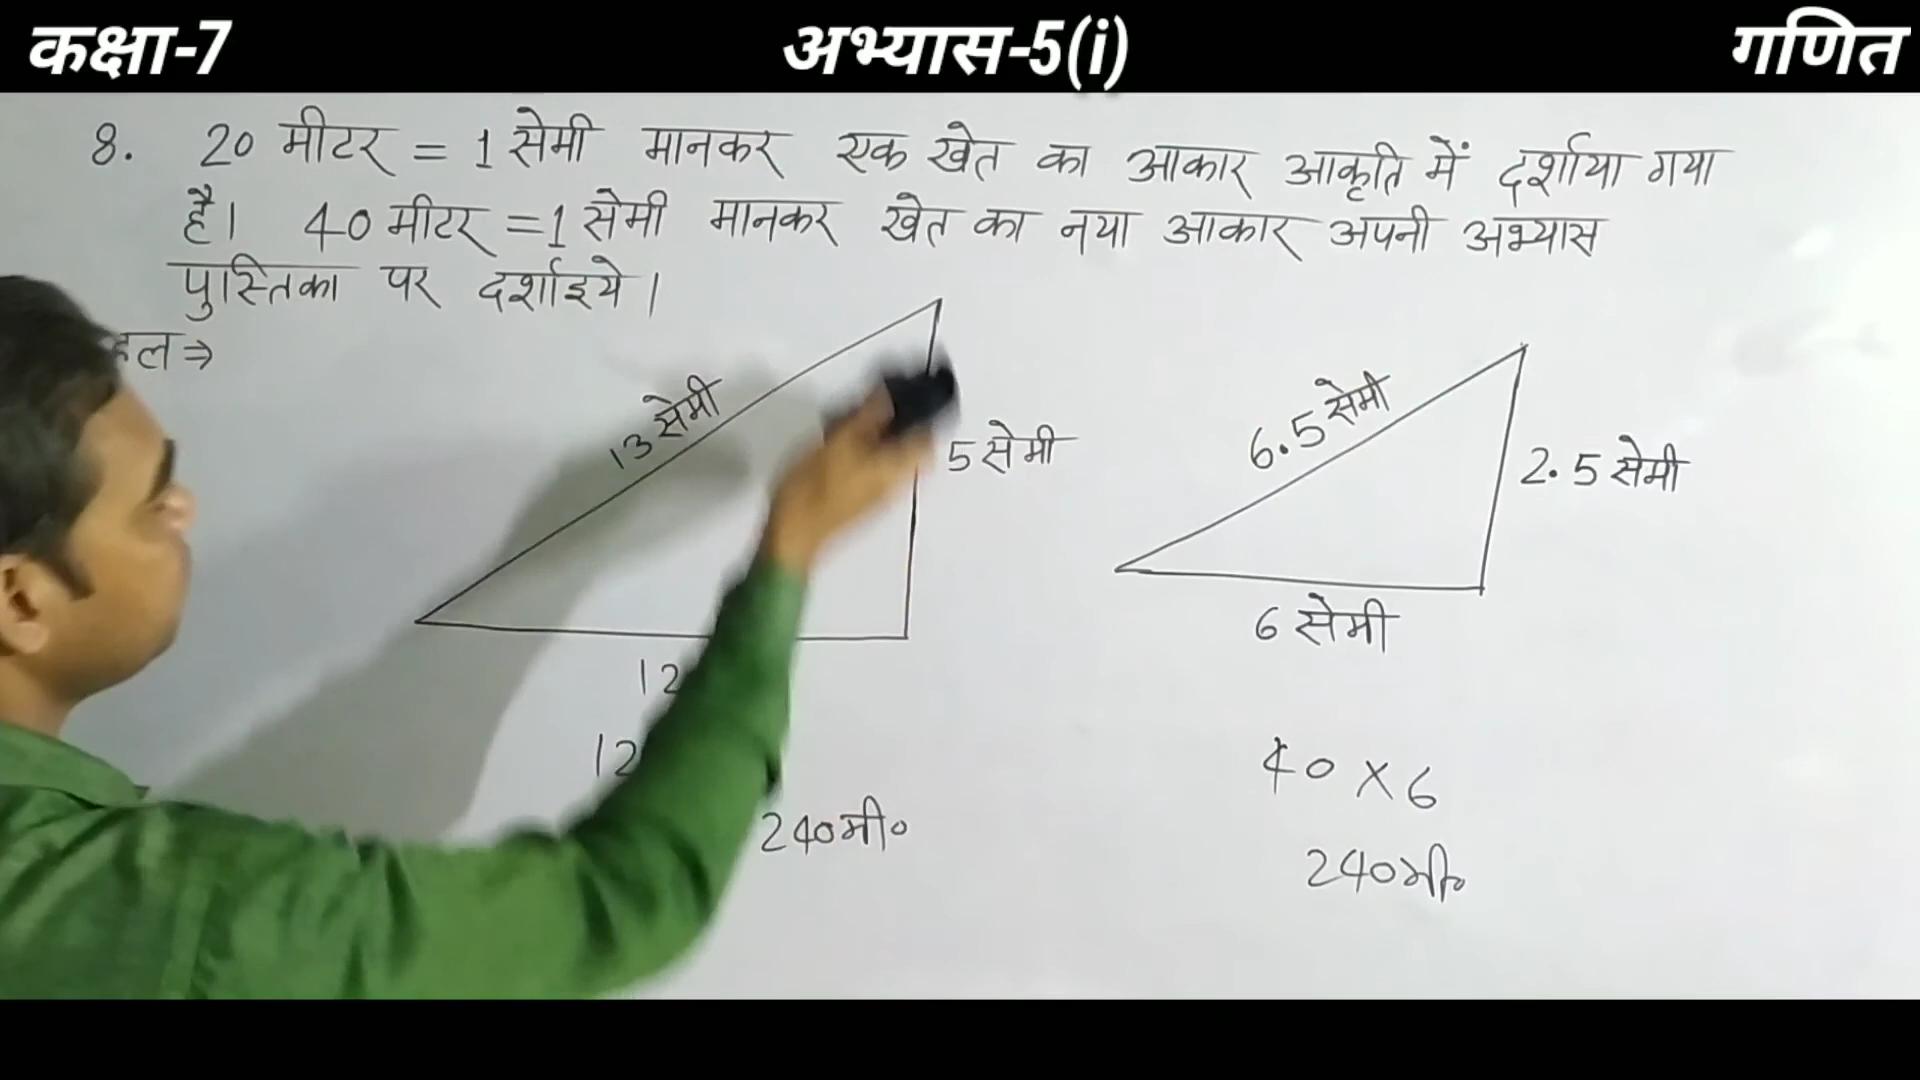 कक्षा-7 अभ्यास-5(i) गणित
8. 20 मीटर = 1 सेमी मानकर एक खेत का आकार आकृति में दर्शाया गया
है। 40 मीटर = 1 सेमी मानकर खेत का नया आकार अपनी अभ्यास
पुस्तिका पर दर्शाइये।
हल ⇒
13 सेमी
5 सेमी
12
12
240मी०
6.5 सेमी
2.5 सेमी
6 सेमी
40 × 6
240मी०